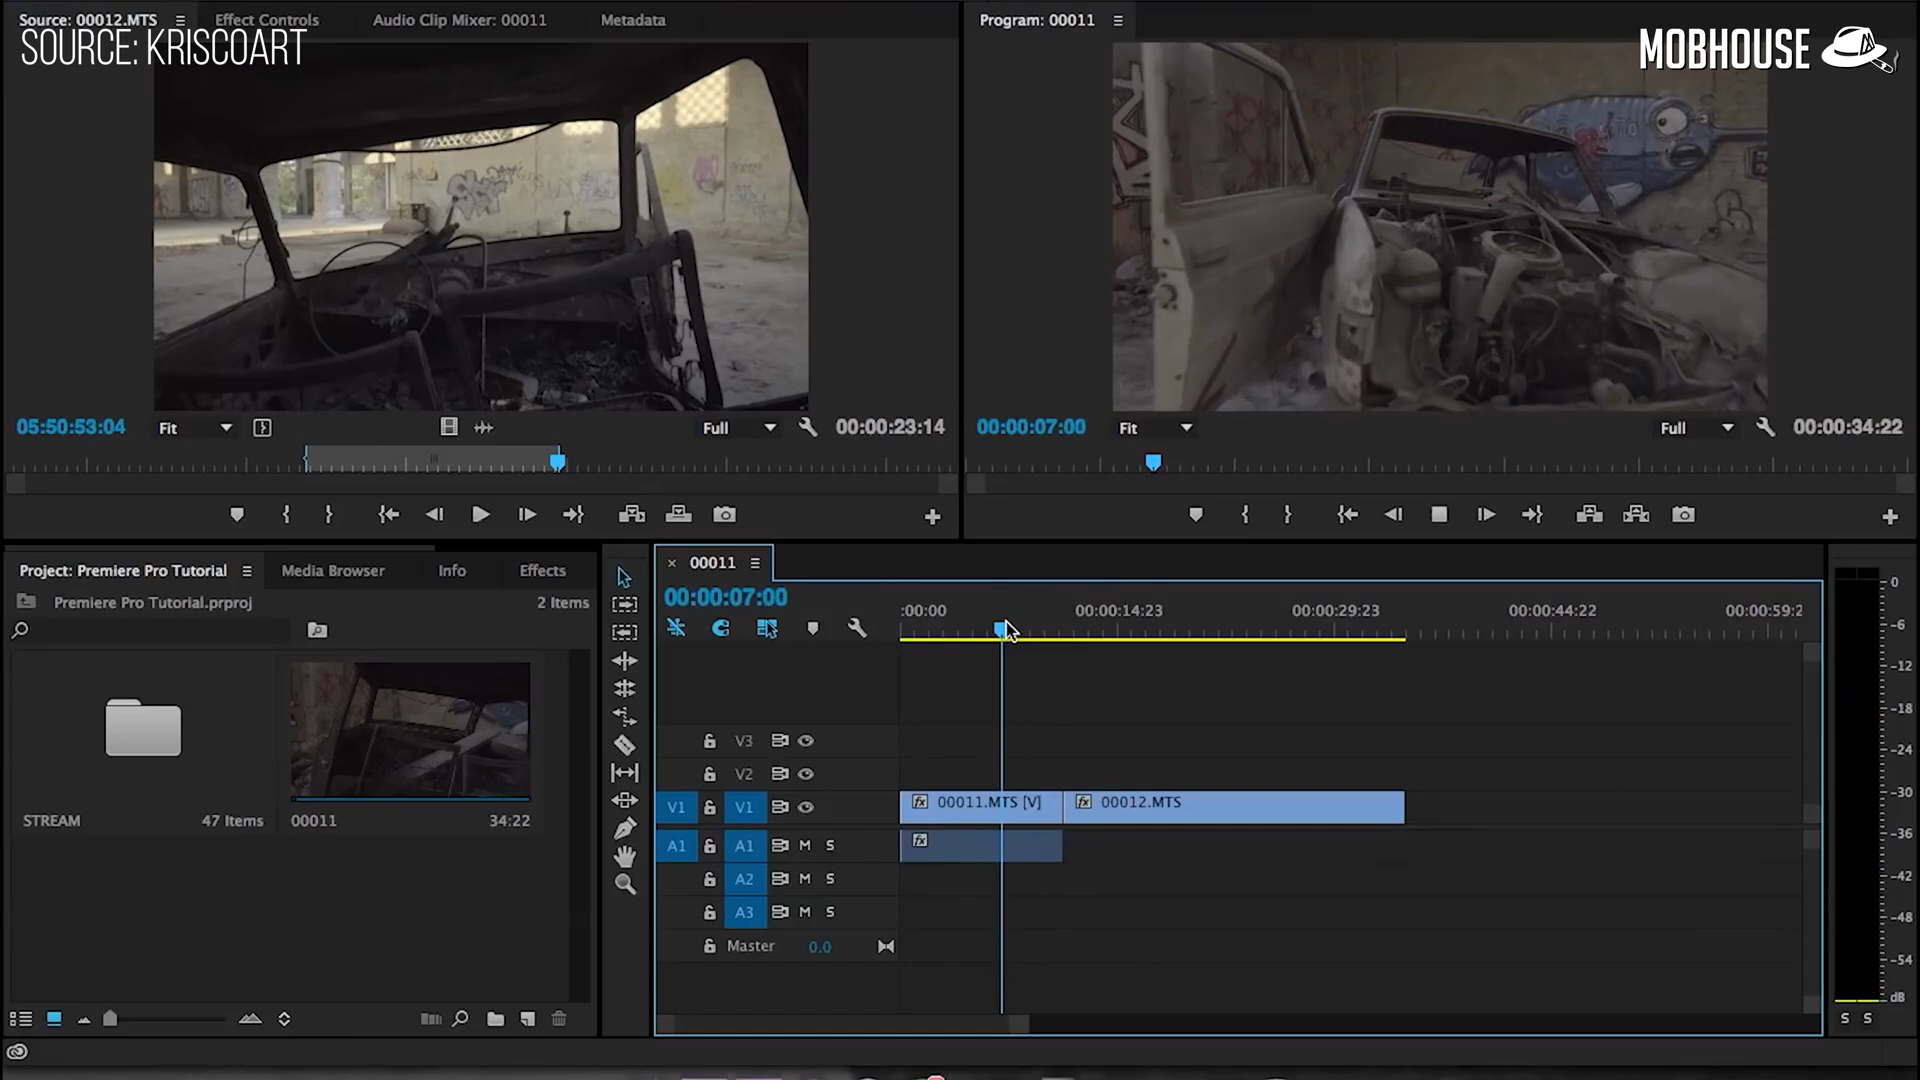 Source: 00012.MTS
Effect Controls
Audio Clip Mixer: 00011
Metadata
SOURCE: KRISCOART
Program: 00011
MOBHOUSE
05:50:53:04
Fit
Full
00:00:23:14
00:00:07:00
Fit
Full
00:00:34:22
Project: Premiere Pro Tutorial
Media Browser
Info
Effects
Premiere Pro Tutorial.prproj
2 Items
STREAM
47 Items
00011
34:22
00011
00:00:07:00
:00:00
00:00:14:23
00:00:29:23
00:00:44:22
00:00:59:2
V3
V2
V1
V1
fx
00011.MTS [V]
fx
00012.MTS
A1
A1
M
S
fx
A2
M
S
A3
M
S
Master
0.0
0
-6
-12
-18
-24
-30
-36
-42
-48
-54
dB
S
S